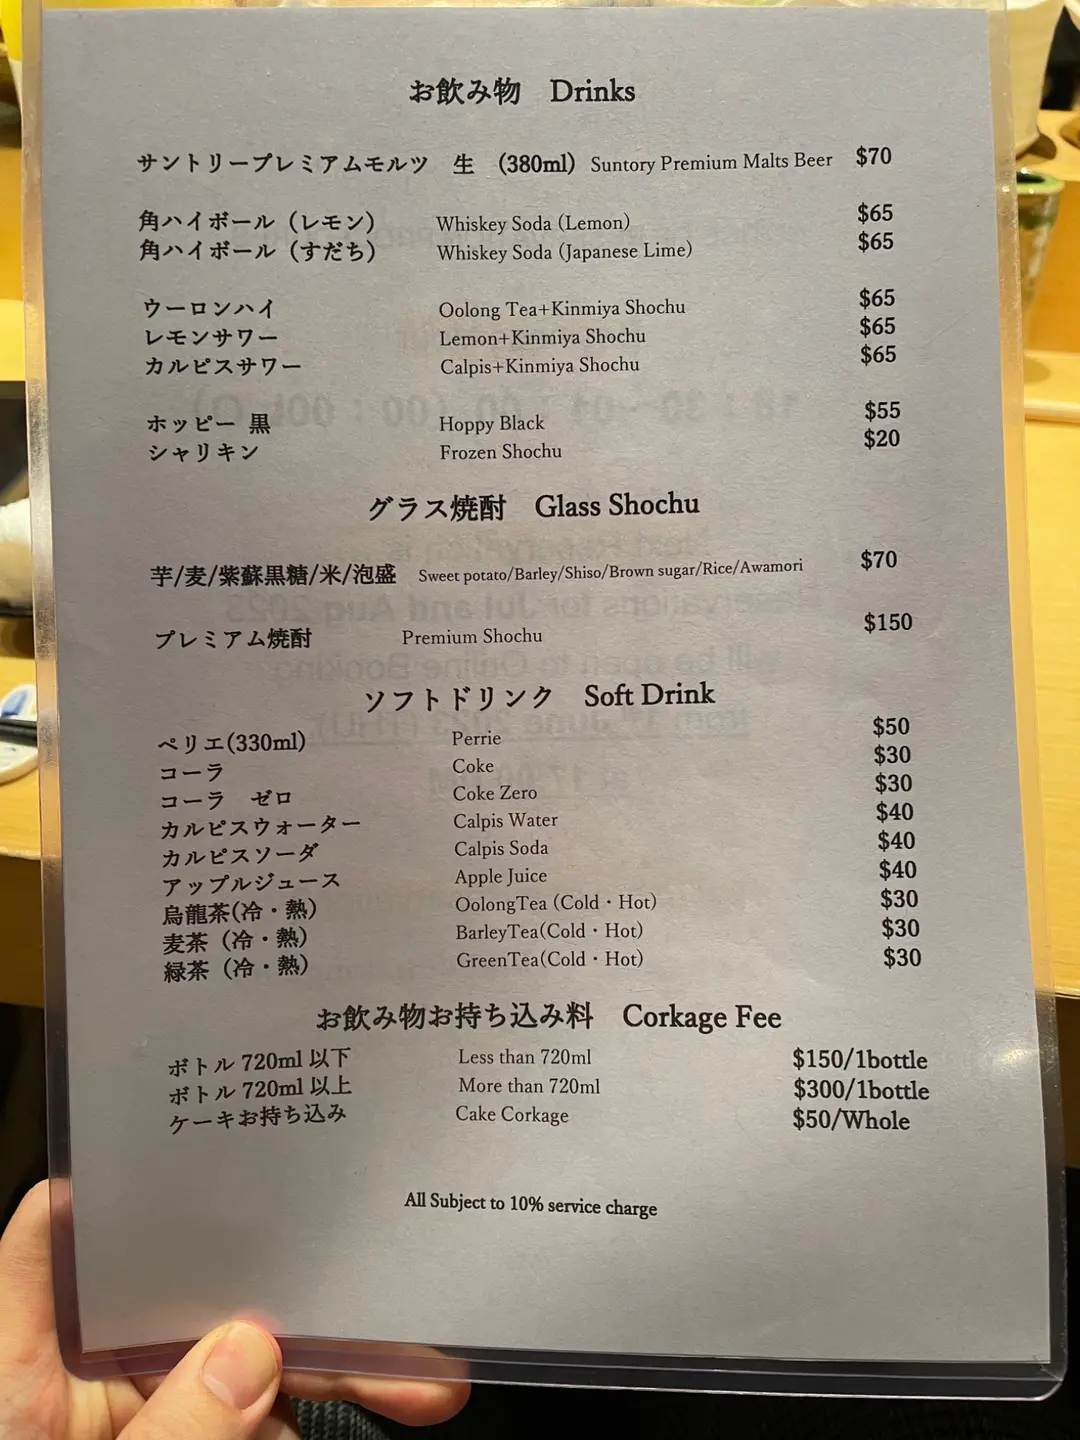 お飲み物 Drinks
サントリープレミアムモルツ 生 (380ml) Suntory Premium Malts Beer $70
角ハイボール（レモン） Whiskey Soda (Lemon) $65
角ハイボール（すだち） Whiskey Soda (Japanese Lime) $65
ウーロンハイ Oolong Tea+Kinmiya Shochu $65
レモンサワー Lemon+Kinmiya Shochu $65
カルピスサワー Calpis+Kinmiya Shochu $65
ホッピー 黒 Hoppy Black $55
シャリキン Frozen Shochu $20
グラス焼酎 Glass Shochu
芋/麦/紫蘇黒糖/米/泡盛 Sweet potato/Barley/Shiso/Brown sugar/Rice/Awamori $70
プレミアム焼酎 Premium Shochu $150
ソフトドリンク Soft Drink
ペリエ(330ml) Perrie $50
コーラ Coke $30
コーラ ゼロ Coke Zero $30
カルピスウォーター Calpis Water $40
カルピスソーダ Calpis Soda $40
アップルジュース Apple Juice $40
烏龍茶(冷・熱) OolongTea (Cold・Hot) $30
麦茶（冷・熱） BarleyTea(Cold・Hot) $30
緑茶（冷・熱） GreenTea(Cold・Hot) $30
お飲み物お持ち込み料 Corkage Fee
ボトル 720ml 以下 Less than 720ml $150/1bottle
ボトル 720ml 以上 More than 720ml $300/1bottle
ケーキお持ち込み Cake Corkage $50/Whole
All Subject to 10% service charge